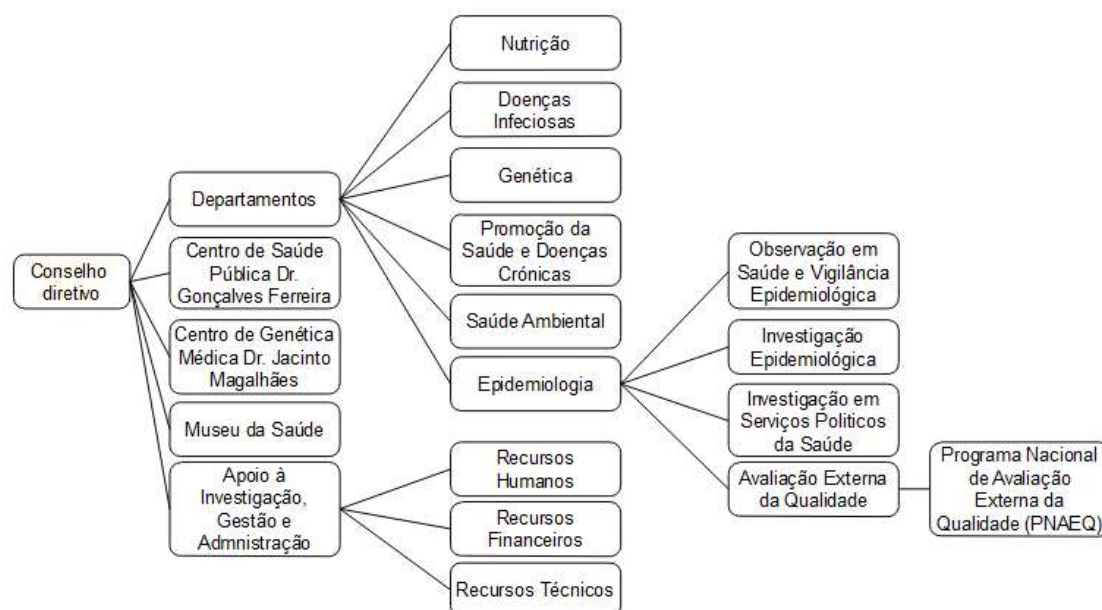 Conselho
diretivo
Departamentos
Centro de Saúde
Pública Dr.
Gonçalves Ferreira
Centro de Genética
Médica Dr. Jacinto
Magalhães
Museu da Saúde
Apoio à
Investigação,
Gestão e
Admnistração
Nutrição
Doenças
Infeciosas
Genética
Promoção da
Saúde e Doenças
Crónicas
Saúde Ambiental
Epidemiologia
Recursos
Humanos
Recursos
Financeiros
Recursos Técnicos
Observação em
Saúde e Vigilância
Epidemiológica
Investigação
Epidemiológica
Investigação em
Serviços Politicos
da Saúde
Avaliação Externa
da Qualidade
Programa Nacional
de Avaliação
Externa da
Qualidade (PNAEQ)